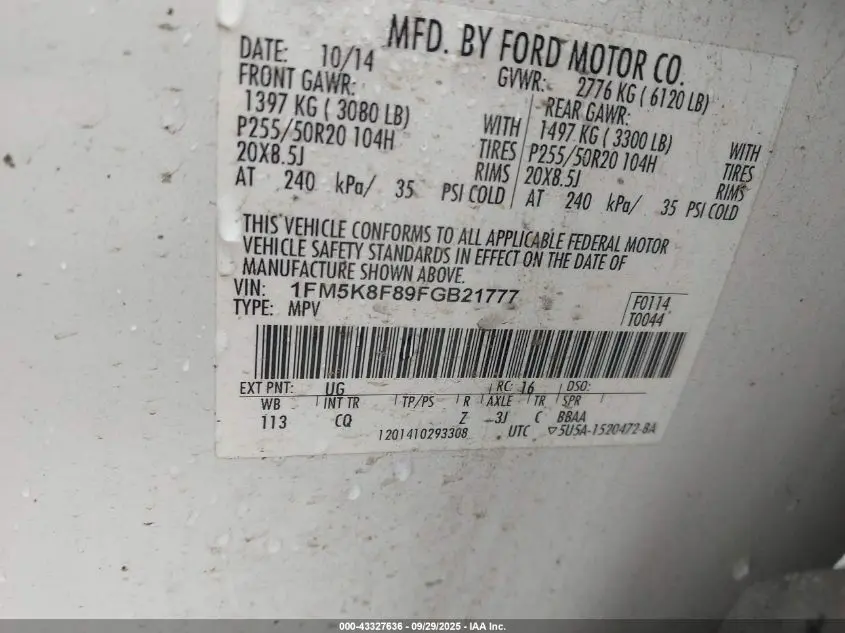 MFD. BY FORD MOTOR CO.
DATE: 10/14 GVWR: 2776 KG ( 6120 LB)
FRONT GAWR: REAR GAWR:
1397 KG ( 3080 LB) WITH 1497 KG ( 3300 LB) WITH
P255/50R20 104H TIRES P255/50R20 104H TIRES
20X8.5J RIMS 20X8.5J RIMS
AT 240 kPa/ 35 PSI COLD AT 240 kPa/ 35 PSI COLD
THIS VEHICLE CONFORMS TO ALL APPLICABLE FEDERAL MOTOR
VEHICLE SAFETY STANDARDS IN EFFECT ON THE DATE OF
MANUFACTURE SHOWN ABOVE.
VIN: 1FM5K8F89FGB21777 F0114
TYPE: MPV T0044
EXT PNT: UG RC: 16 DSO:
WB INT TR TP/PS R AXLE TR SPR
113 CQ Z 3J C BBAA
1201410293308 UTC ▽5U5A-1520472-BA
000-43327636 - 09/29/2025 - IAA Inc.